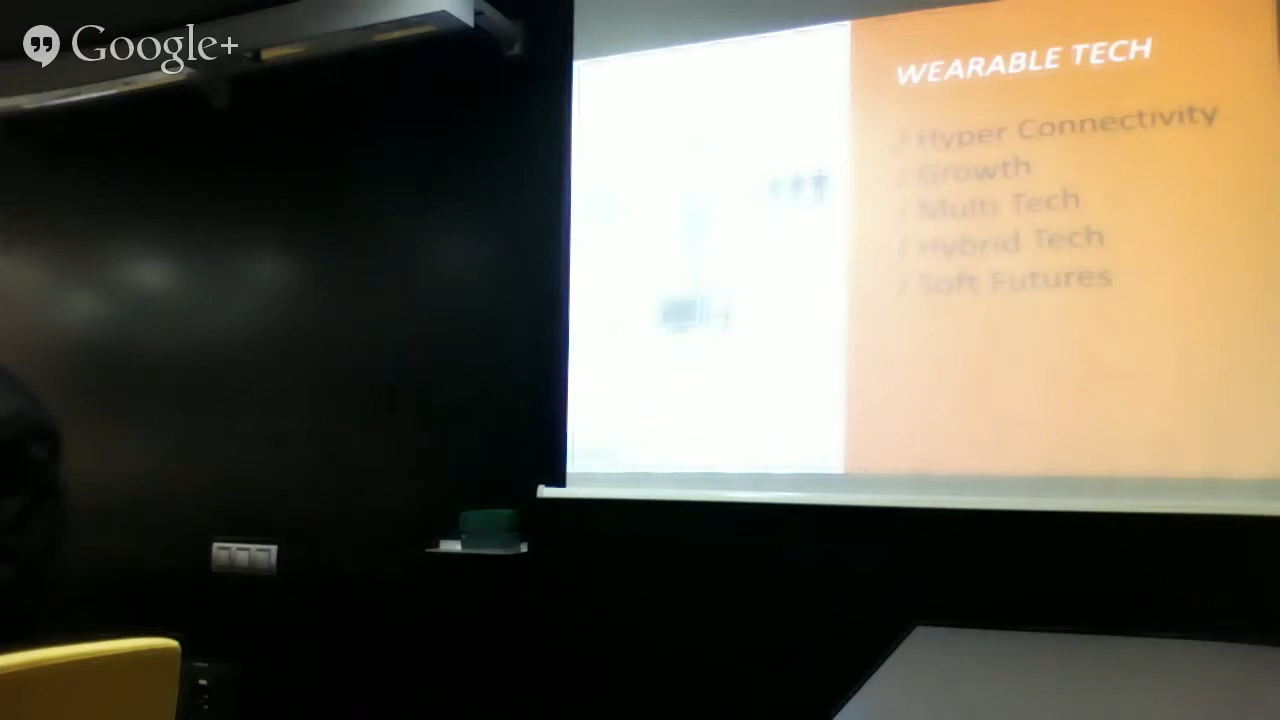 Google+
WEARABLE TECH
/ Hyper Connectivity
/ Growth
/ Multi Tech
/ Hybrid Tech
/ Soft Futures